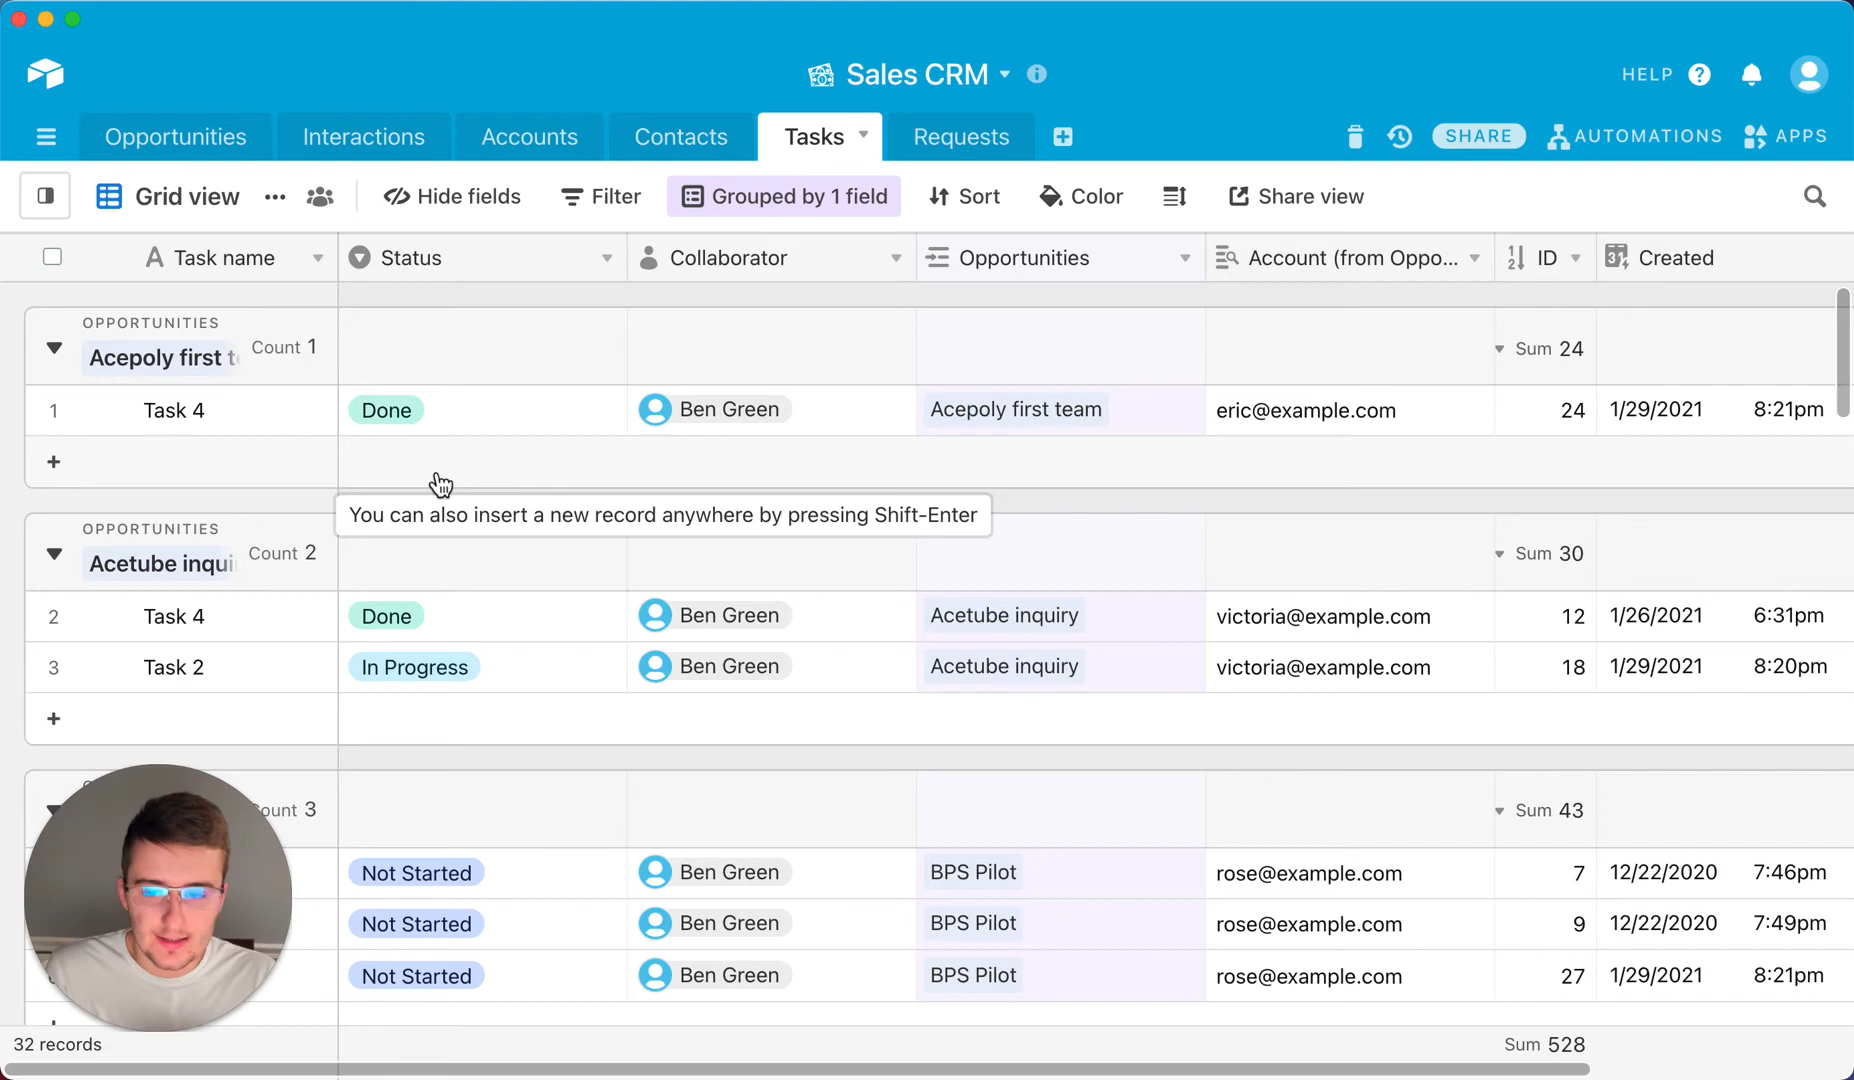 Sales CRM
HELP
Opportunities Interactions Accounts Contacts Tasks Requests
SHARE AUTOMATIONS APPS
Grid view Hide fields Filter Grouped by 1 field Sort Color Share view
Task name Status Collaborator Opportunities Account (from Oppo... ID Created
OPPORTUNITIES
Acepoly first t Count 1 Sum 24
1 Task 4 Done Ben Green Acepoly first team eric@example.com 24 1/29/2021 8:21pm
+
You can also insert a new record anywhere by pressing Shift-Enter
OPPORTUNITIES
Acetube inqui Count 2 Sum 30
2 Task 4 Done Ben Green Acetube inquiry victoria@example.com 12 1/26/2021 6:31pm
3 Task 2 In Progress Ben Green Acetube inquiry victoria@example.com 18 1/29/2021 8:20pm
+
ount 3 Sum 43
Not Started Ben Green BPS Pilot rose@example.com 7 12/22/2020 7:46pm
Not Started Ben Green BPS Pilot rose@example.com 9 12/22/2020 7:49pm
Not Started Ben Green BPS Pilot rose@example.com 27 1/29/2021 8:21pm
32 records Sum 528